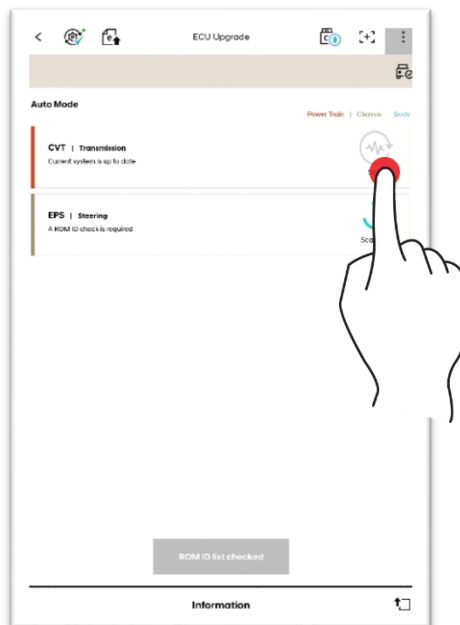 ECU Upgrade
Auto Mode
Power Train | Chassis Body
CVT | Transmission
Current system is up to date
EPS | Steering
A ROM ID check is required
ROM ID list checked
Information